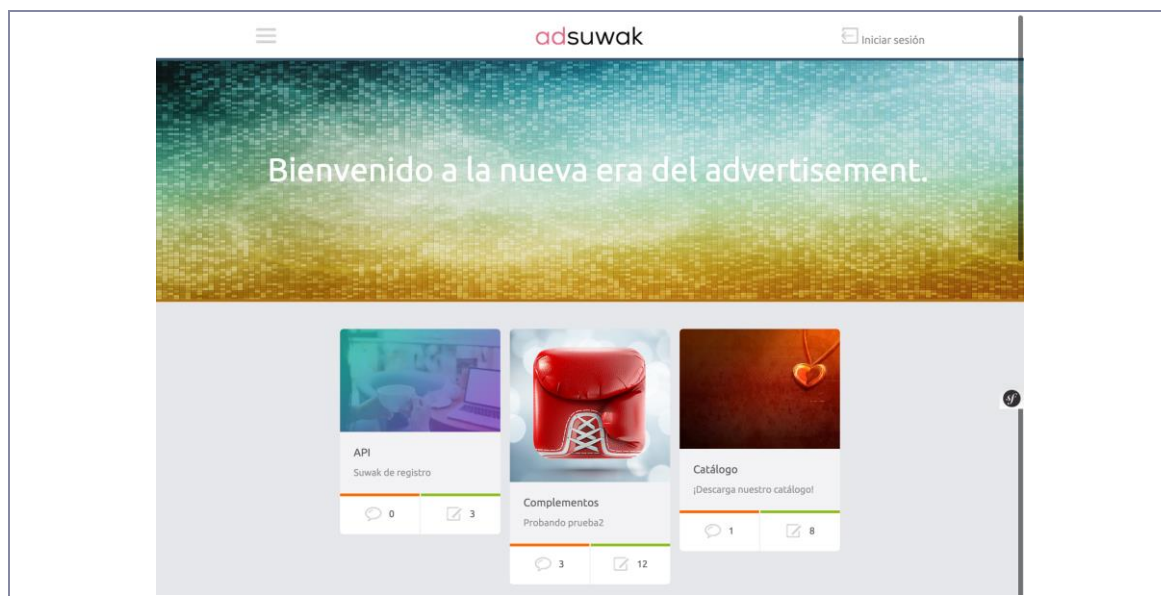 adsuwak
Iniciar sesión
Bienvenido a la nueva era del advertisement.
API
Suwak de registro
0 3
Complementos
Probando prueba2
3 12
Catálogo
¡Descarga nuestro catálogo!
1 8
sf